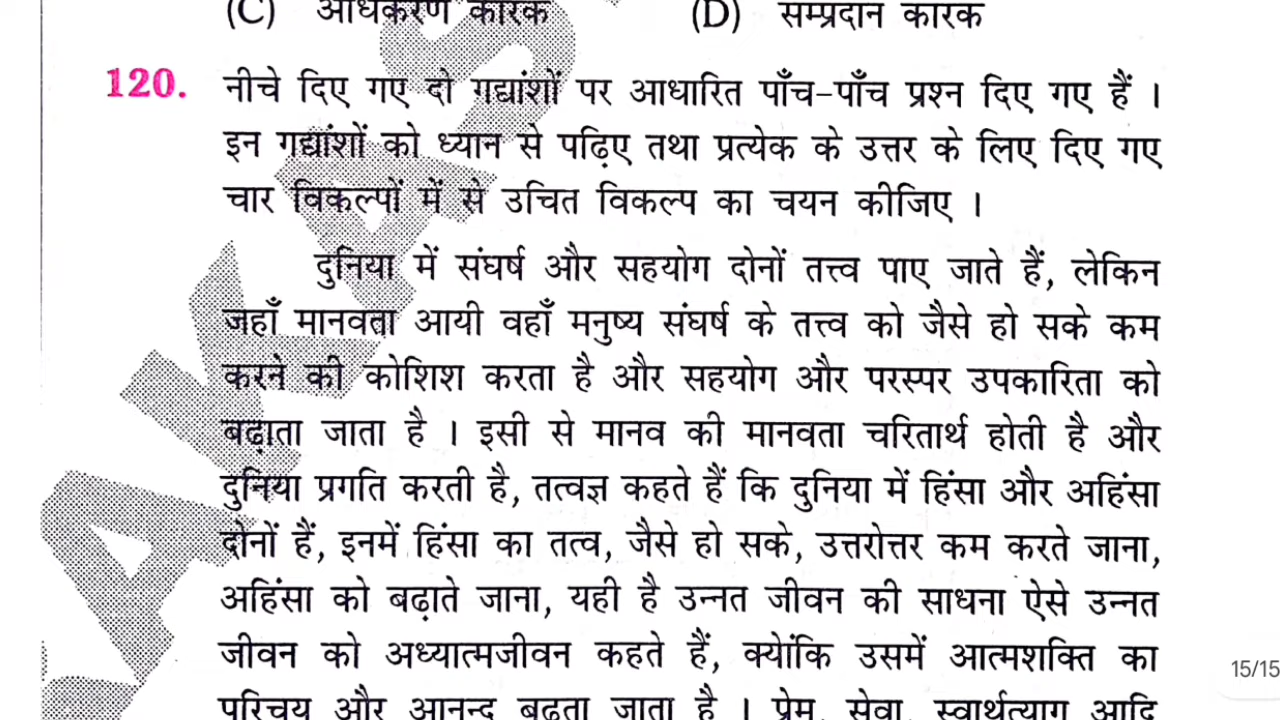 (C) अधिकरण कारक (D) सम्प्रदान कारक
120. नीचे दिए गए दो गद्यांशों पर आधारित पाँच-पाँच प्रश्न दिए गए हैं ।
इन गद्यांशों को ध्यान से पढ़िए तथा प्रत्येक के उत्तर के लिए दिए गए
चार विकल्पों में से उचित विकल्प का चयन कीजिए ।
दुनिया में संघर्ष और सहयोग दोनों तत्त्व पाए जाते हैं, लेकिन
जहाँ मानवता आयी वहाँ मनुष्य संघर्ष के तत्त्व को जैसे हो सके कम
करने की कोशिश करता है और सहयोग और परस्पर उपकारिता को
बढ़ाता जाता है । इसी से मानव की मानवता चरितार्थ होती है और
दुनिया प्रगति करती है, तत्वज्ञ कहते हैं कि दुनिया में हिंसा और अहिंसा
दोनों हैं, इनमें हिंसा का तत्व, जैसे हो सके, उत्तरोत्तर कम करते जाना,
अहिंसा को बढ़ाते जाना, यही है उन्नत जीवन की साधना ऐसे उन्नत
जीवन को अध्यात्मजीवन कहते हैं, क्योंकि उसमें आत्मशक्ति का
परिचय और आनन्द बढ़ता जाता है । प्रेम, सेवा, स्वार्थत्याग आदि
15/15